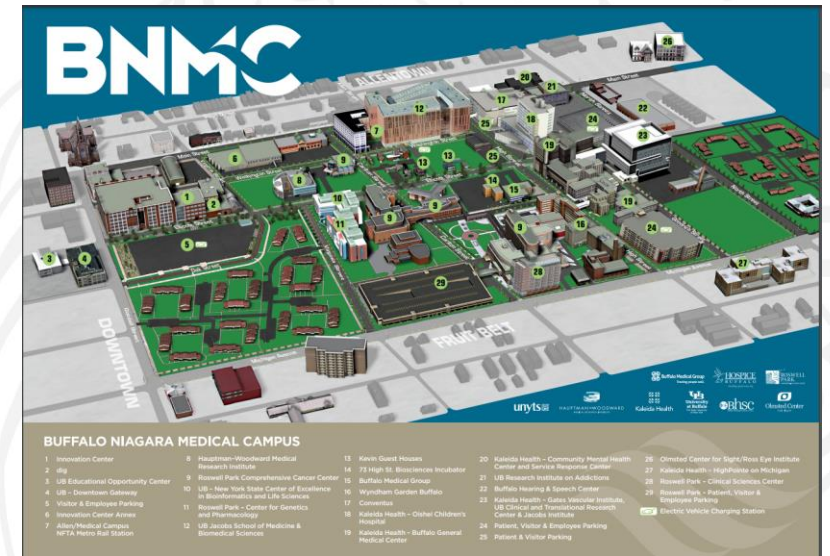 BNMC
ALLENTOWN
Main Street
DOWNTOWN
FRUIT BELT
unyts
HAUPTMAN-WOODWARD
Buffalo Medical Group
HOSPICE
BUFFALO
ROSWELL
PARK
Kaleida Health
University
at Buffalo
BHSC
Olmsted Center
BUFFALO NIAGARA MEDICAL CAMPUS
1 Innovation Center
2 dig
3 UB Educational Opportunity Center
4 UB – Downtown Gateway
5 Visitor & Employee Parking
6 Innovation Center Annex
7 Allen/Medical Campus
NFTA Metro Rail Station
8 Hauptman-Woodward Medical
Research Institute
9 Roswell Park Comprehensive Cancer Center
10 UB – New York State Center of Excellence
in Bioinformatics and Life Sciences
11 Roswell Park – Center for Genetics
and Pharmacology
12 UB Jacobs School of Medicine &
Biomedical Sciences
13 Kevin Guest Houses
14 73 High St. Biosciences Incubator
15 Buffalo Medical Group
16 Wyndham Garden Buffalo
17 Conventus
18 Kaleida Health – Oishei Children's
Hospital
19 Kaleida Health – Buffalo General
Medical Center
20 Kaleida Health – Community Mental Health
Center and Service Response Center
21 UB Research Institute on Addictions
22 Buffalo Hearing & Speech Center
23 Kaleida Health – Gates Vascular Institute,
UB Clinical and Translational Research
Center & Jacobs Institute
24 Patient, Visitor & Employee Parking
25 Patient & Visitor Parking
26 Olmsted Center for Sight/Ross Eye Institute
27 Kaleida Health – HighPointe on Michigan
28 Roswell Park – Clinical Sciences Center
29 Roswell Park – Patient, Visitor &
Employee Parking
Electric Vehicle Charging Station